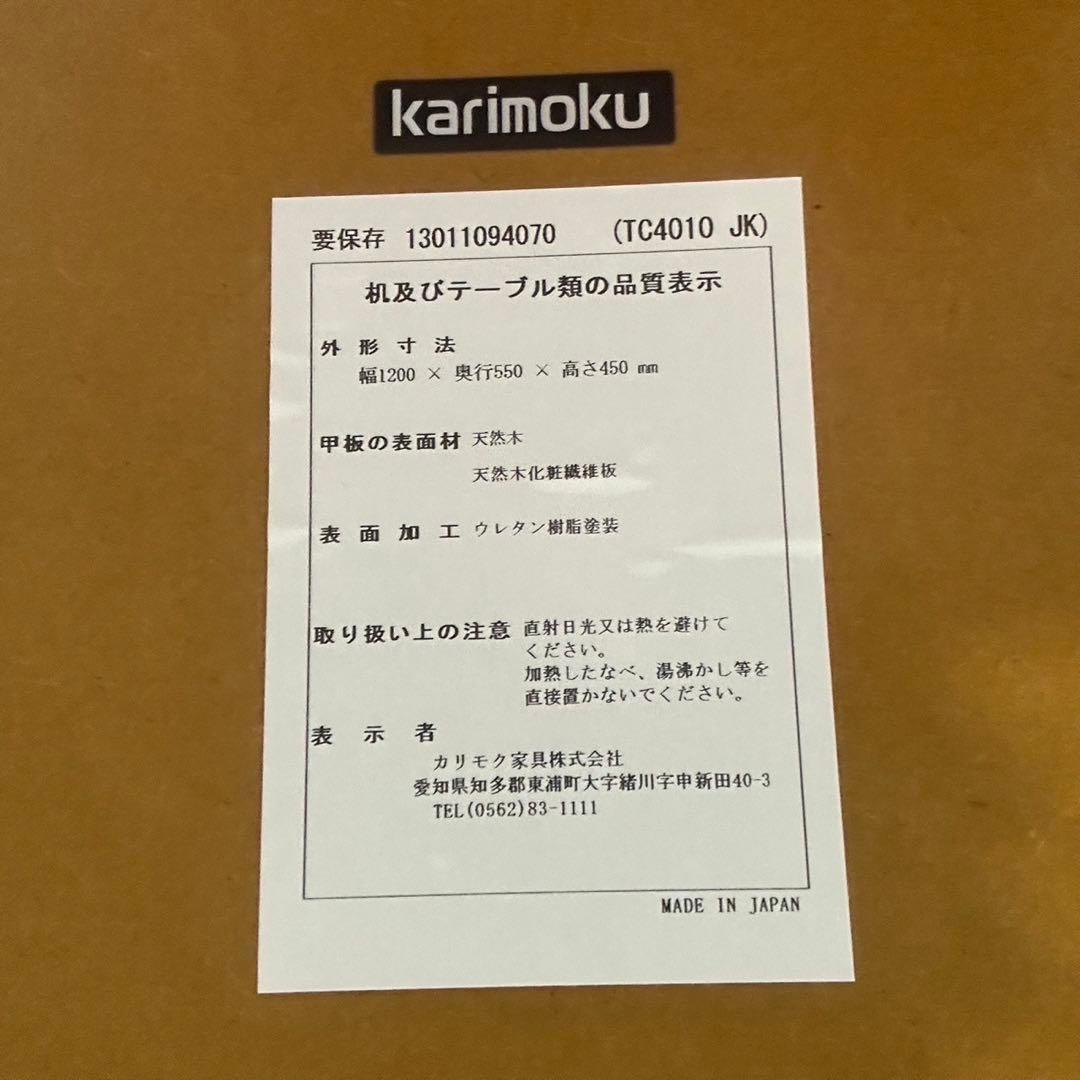 karimoku
要保存 13011094070 (TC4010 JK)
机及びテーブル類の品質表示
外形寸法
幅1200 × 奥行550 × 高さ450 mm
甲板の表面材 天然木
天然木化粧繊維板
表面加工 ウレタン樹脂塗装
取り扱い上の注意 直射日光又は熱を避けて
ください。
加熱したなべ、湯沸かし等を
直接置かないでください。
表示者
カリモク家具株式会社
愛知県知多郡東浦町大字緒川字申新田40-3
TEL(0562)83-1111
MADE IN JAPAN